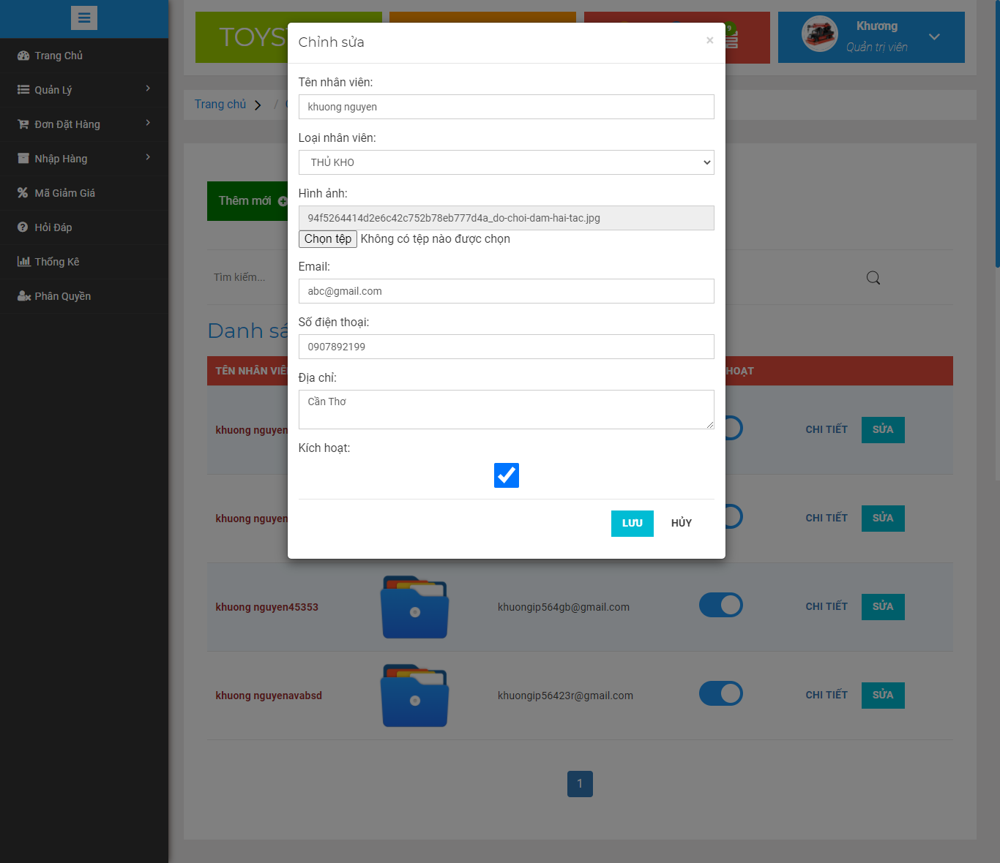 TOYS
9
Khương
Quản trị viên
Trang Chủ
Quản Lý
Đơn Đặt Hàng
Nhập Hàng
Mã Giảm Giá
Hỏi Đáp
Thống Kê
Phân Quyền
Trang chủ
/
Thêm mới
Tìm kiếm...
Danh sá
Chỉnh sửa
×
Tên nhân viên:
khuong nguyen
Loại nhân viên:
THỦ KHO
Hình ảnh:
94f5264414d2e6c42c752b78eb777d4a_do-choi-dam-hai-tac.jpg
Chọn tệp Không có tệp nào được chọn
Email:
abc@gmail.com
Số điện thoại:
0907892199
Địa chỉ:
Cần Thơ
Kích hoạt:
LƯU HỦY
TÊN NHÂN VIÊ HOẠT
khuong nguyen CHI TIẾT SỬA
khuong nguyen CHI TIẾT SỬA
khuong nguyen45353 khuongip564gb@gmail.com CHI TIẾT SỬA
khuong nguyenavabsd khuongip56423r@gmail.com CHI TIẾT SỬA
1